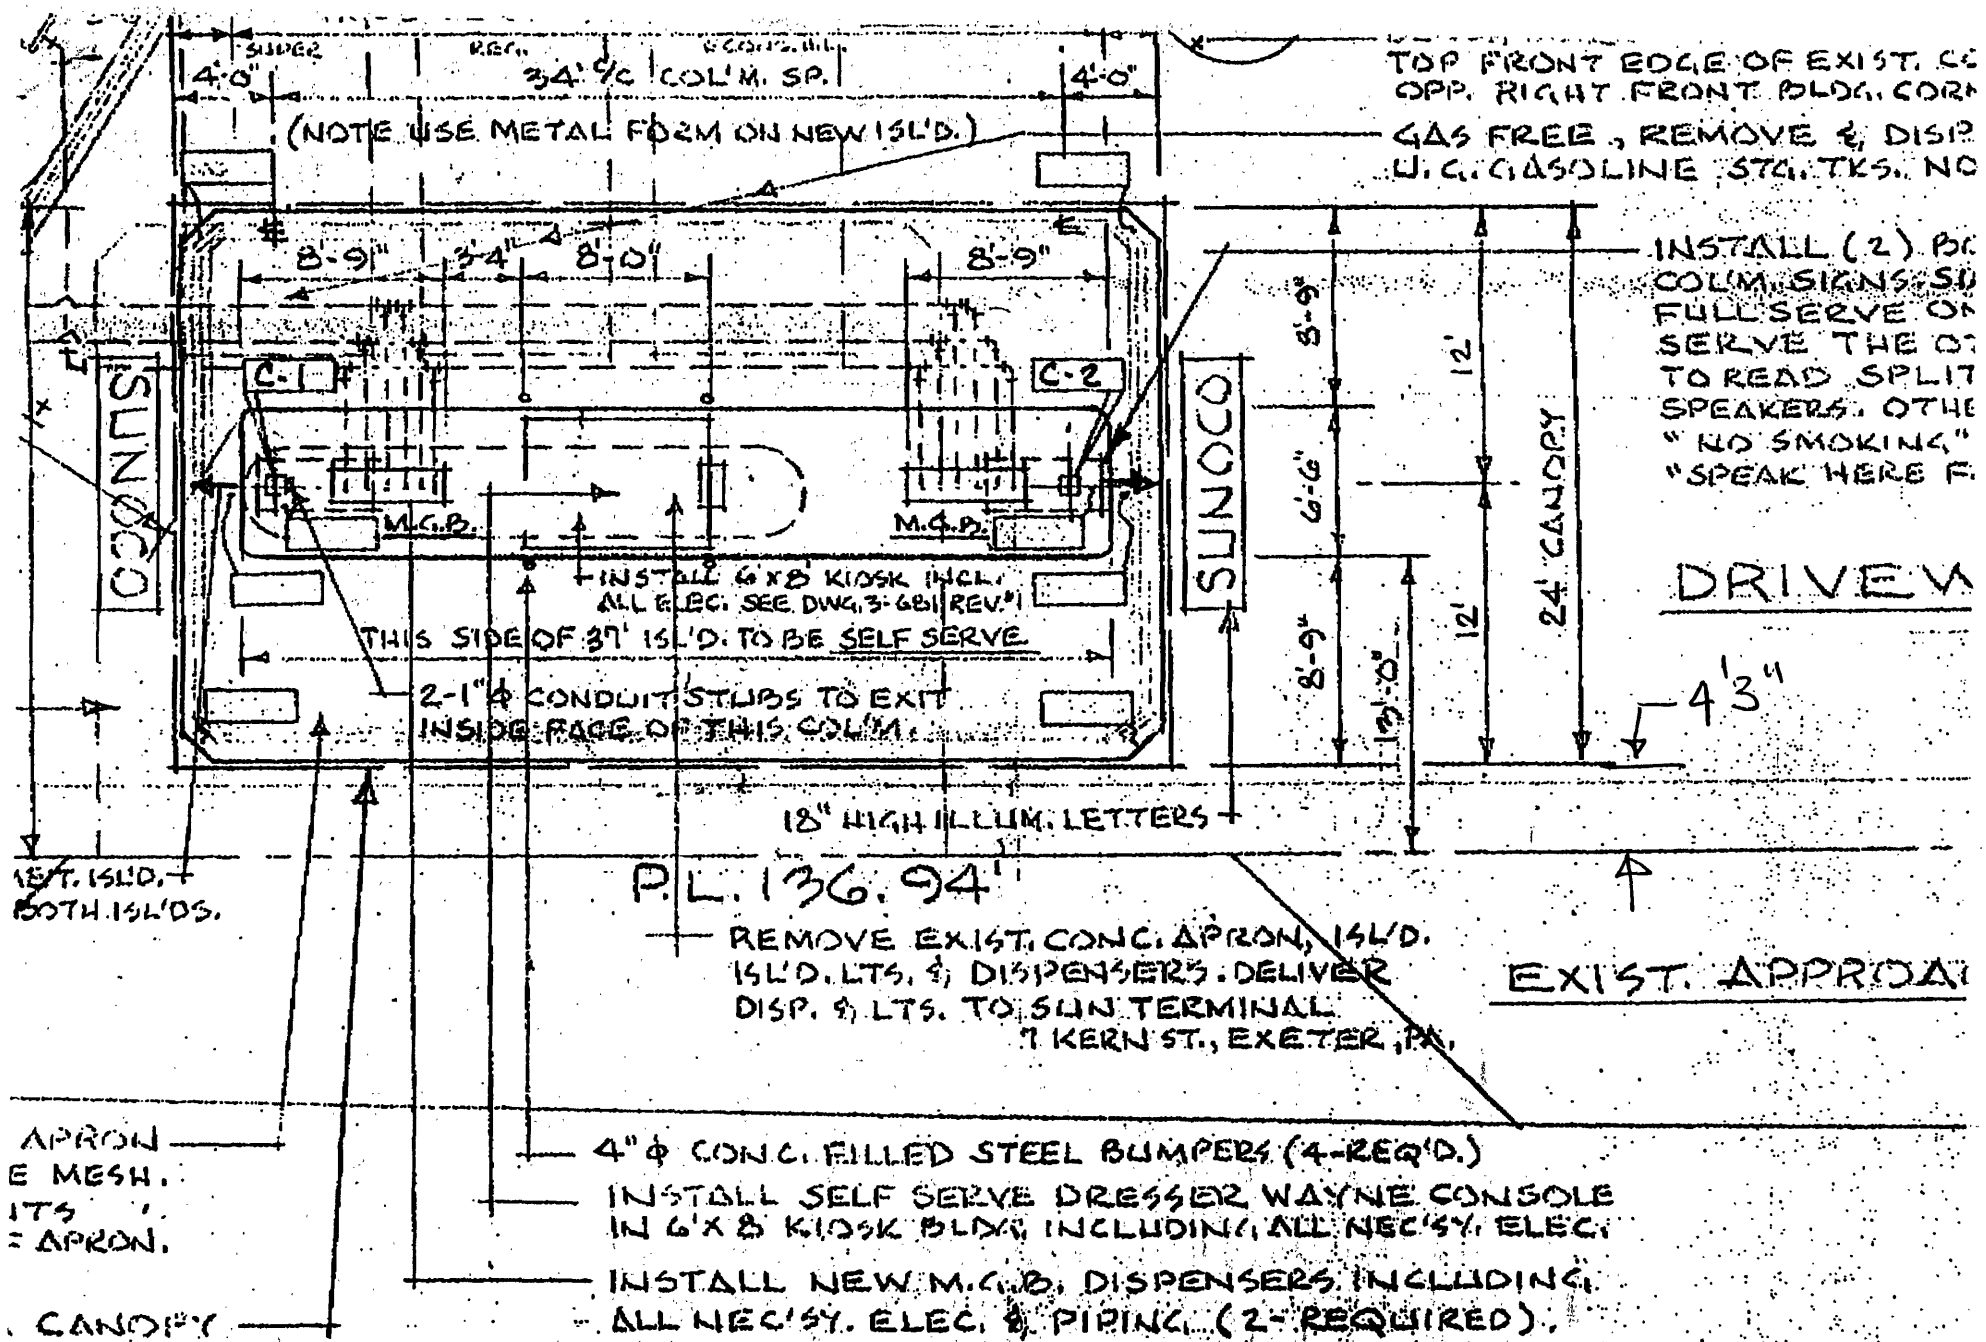 SUPER REG.
4'-0" 34' C/C COL'M. SP. 4'-0"
(NOTE USE METAL FORM ON NEW ISL'D.)
TOP FRONT EDGE OF EXIST.
OPP. RIGHT FRONT BLDG.
GAS FREE, REMOVE &
U.G. GASOLINE STG. TKS.
8'-9" 3'-4" 8'-0" 8'-9"
INSTALL (2)
COL'M. SIGNS
FULL SERVE
SERVE THE
TO READ SPLIT
SPEAKERS.
"NO SMOKING"
"SPEAK HERE
C-1 C-2
SUNOCO
SUNOCO
8'-9"
6'-6"
8'-9"
12'
12'
24' CANOPY
13'-0"
M.G.B. M.G.B.
INSTALL 6'X8' KIOSK INCL.
ALL ELEC. SEE DWG. 3-681 REV.#1
THIS SIDE OF 37' ISL'D. TO BE SELF SERVE
2-1"ϕ CONDUIT STUBS TO EXIT
INSIDE FACE OF THIS COL'M.
4'3"
18" HIGH ILLUM. LETTERS
ISL'D.
BOTH ISL'DS.
P.L. 136.94'
REMOVE EXIST. CONC. APRON, ISL'D.
ISL'D. LTS. & DISPENSERS. DELIVER
DISP. & LTS. TO SUN TERMINAL
7 KERN ST., EXETER, PA.
EXIST.
APRON
MESH.
APRON.
CANOPY
4"ϕ CONC. FILLED STEEL BUMPERS (4-REQ'D.)
INSTALL SELF SERVE DRESSER WAYNE CONSOLE
IN 6'X8' KIOSK BLDG. INCLUDING ALL NEC'SY. ELEC.
INSTALL NEW M.G.B. DISPENSERS INCLUDING
ALL NEC'SY. ELEC. & PIPING (2-REQUIRED).